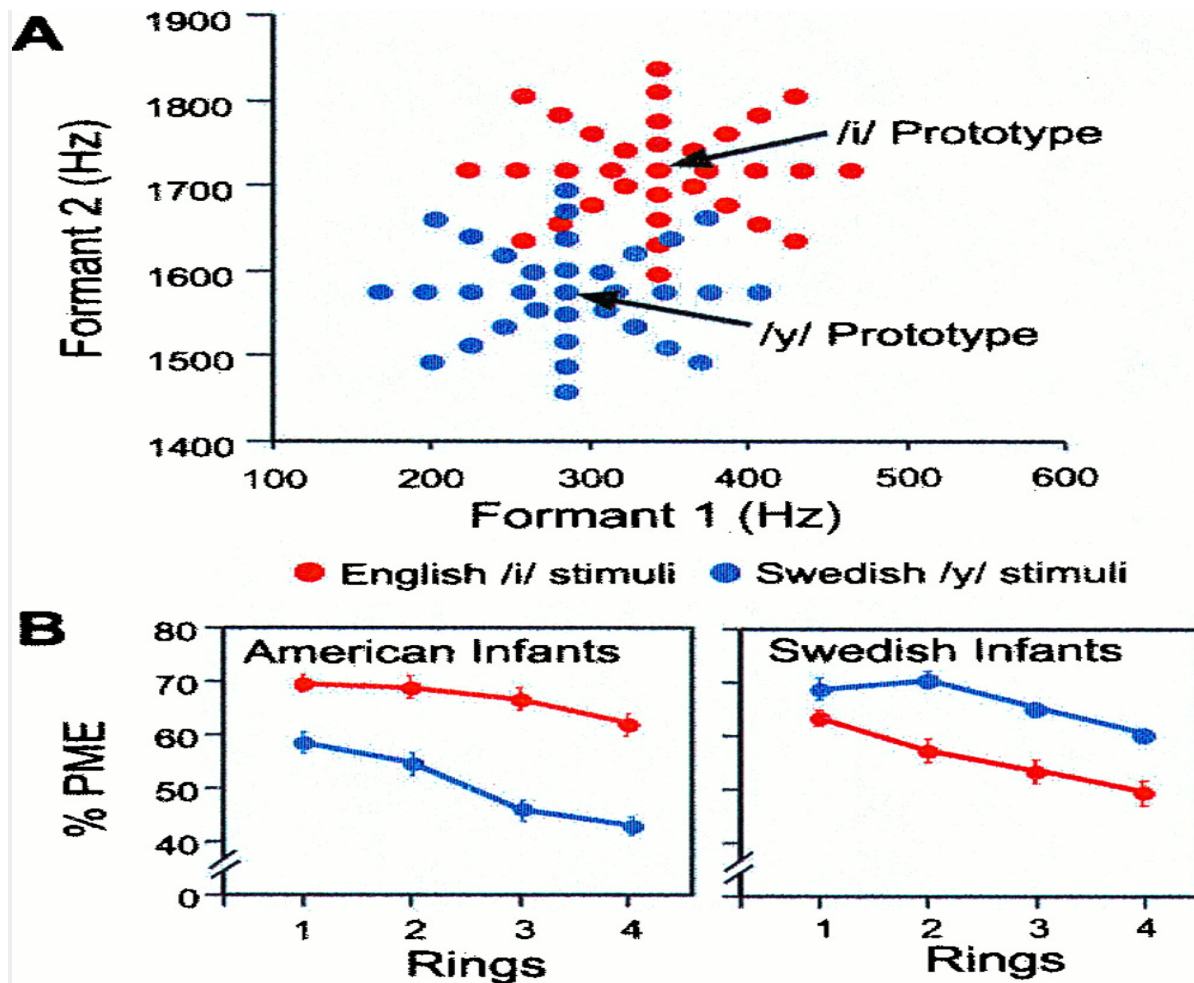 A
Formant 2 (Hz)
1900
1800
1700
1600
1500
1400
/i/ Prototype
/y/ Prototype
100 200 300 400 500 600
Formant 1 (Hz)
English /i/ stimuli Swedish /y/ stimuli
B
% PME
80
70
60
50
40
0
American Infants Swedish Infants
1 2 3 4 1 2 3 4
Rings Rings